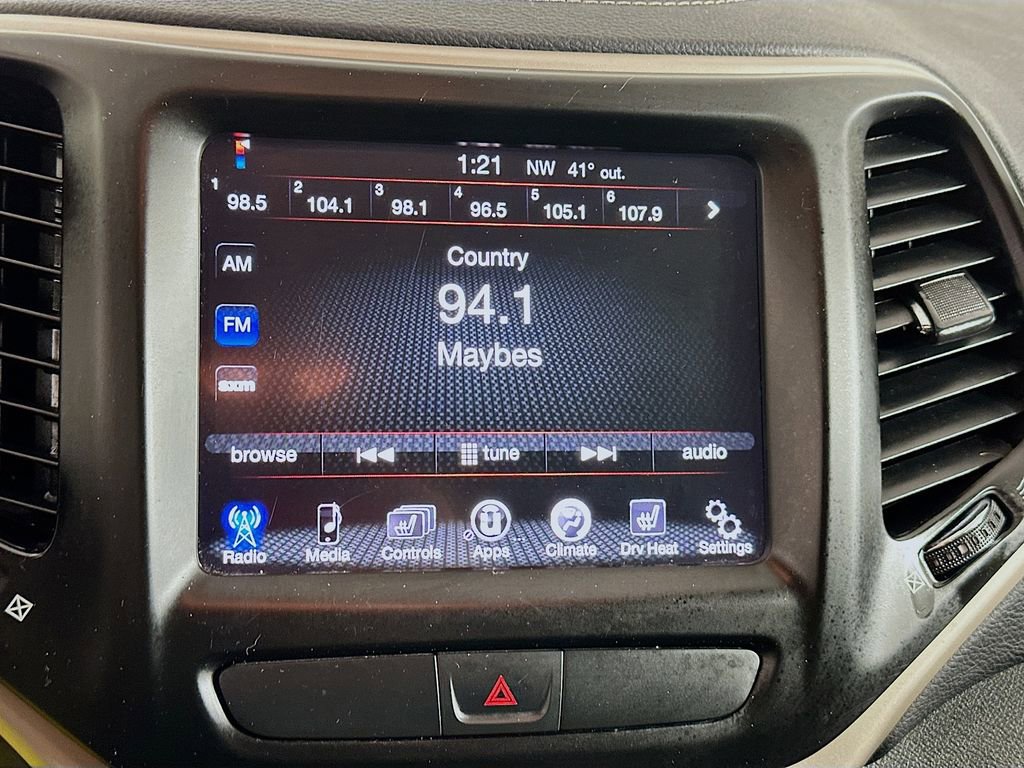 1:21 NW 41° out.
1 98.5 2 104.1 3 98.1 4 96.5 5 105.1 6 107.9
AM
Country
94.1
FM
Maybes
sxm
browse tune audio
Radio Media Controls Apps Climate Drv Heat Settings